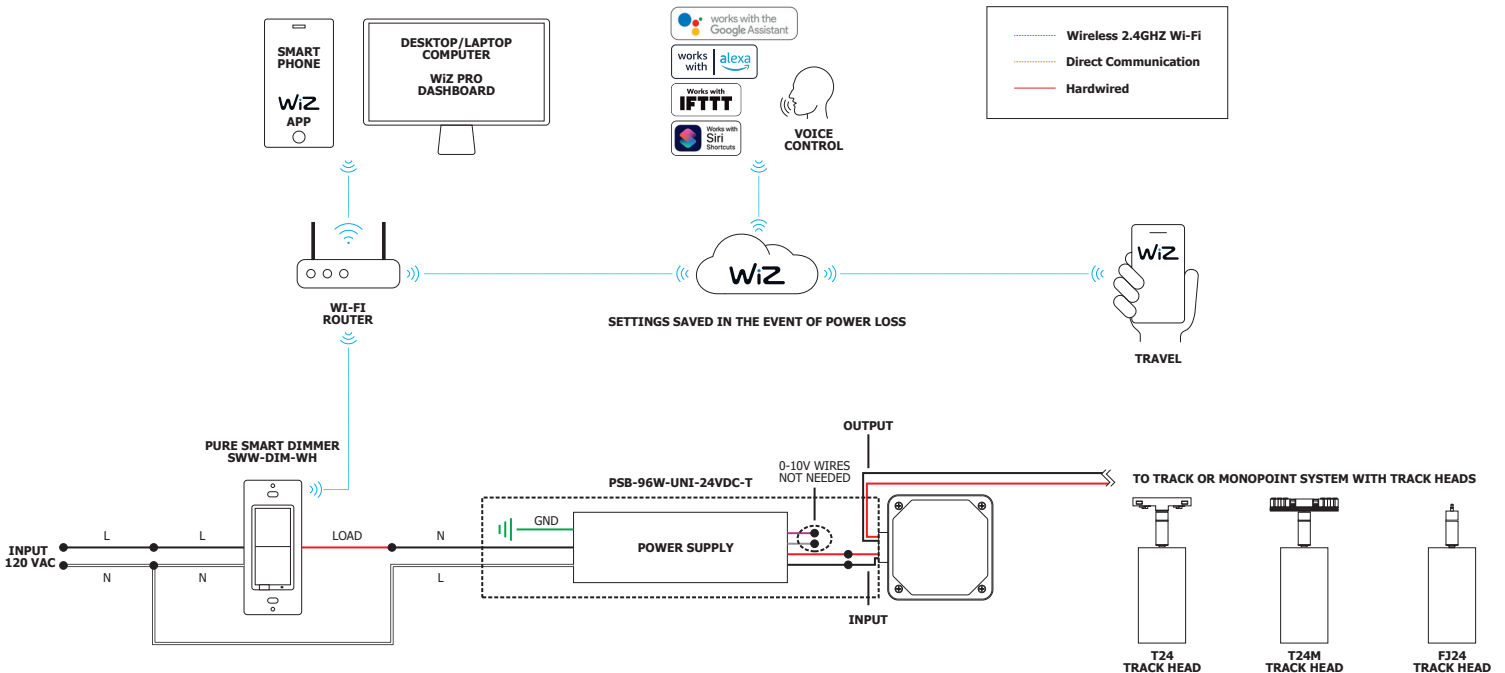 SMART
PHONE
WiZ
APP
DESKTOP/LAPTOP
COMPUTER
WiZ PRO
DASHBOARD
works with the
Google Assistant
works
with
alexa
Works with
IFTTT
Works with
Siri
Shortcuts
VOICE
CONTROL
Wireless 2.4GHZ Wi-Fi
Direct Communication
Hardwired
WI-FI
ROUTER
WiZ
SETTINGS SAVED IN THE EVENT OF POWER LOSS
WiZ
TRAVEL
PURE SMART DIMMER
SWW-DIM-WH
INPUT
120 VAC
L
L
N
N
LOAD
N
L
PSB-96W-UNI-24VDC-T
GND
POWER SUPPLY
0-10V WIRES
NOT NEEDED
OUTPUT
INPUT
TO TRACK OR MONOPOINT SYSTEM WITH TRACK HEADS
T24
TRACK HEAD
T24M
TRACK HEAD
FJ24
TRACK HEAD